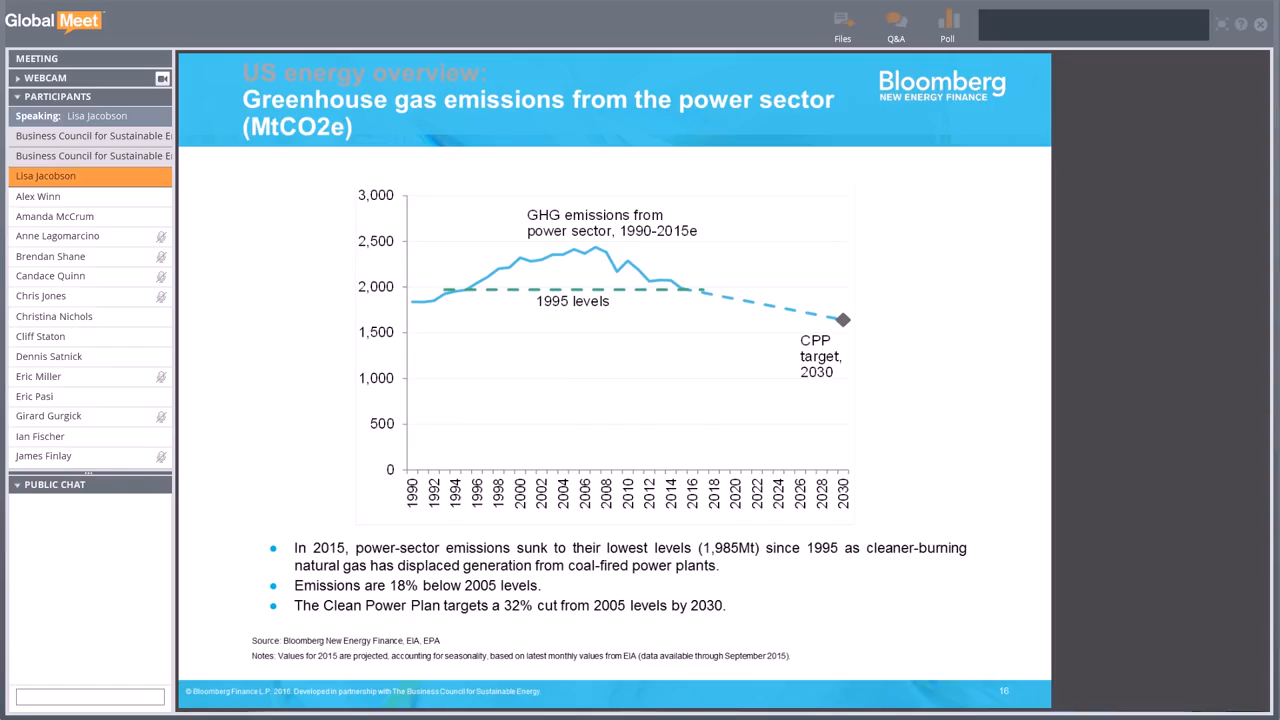 Global Meet
Files
Q&A
Poll
MEETING
WEBCAM
PARTICIPANTS
Speaking: Lisa Jacobson
Business Council for Sustainable E
Business Council for Sustainable E
Lisa Jacobson
Alex Winn
Amanda McCrum
Anne Lagomarcino
Brendan Shane
Candace Quinn
Chris Jones
Christina Nichols
Cliff Staton
Dennis Satnick
Eric Miller
Eric Pasi
Girard Gurgick
Ian Fischer
James Finlay
PUBLIC CHAT
US energy overview:
Greenhouse gas emissions from the power sector
(MtCO2e)
Bloomberg
NEW ENERGY FINANCE
3,000
2,500
2,000
1,500
1,000
500
0
GHG emissions from
power sector, 1990-2015e
1995 levels
CPP
target,
2030
1990 1992 1994 1996 1998 2000 2002 2004 2006 2008 2010 2012 2014 2016 2018 2020 2022 2024 2026 2028 2030
• In 2015, power-sector emissions sunk to their lowest levels (1,985Mt) since 1995 as cleaner-burning
natural gas has displaced generation from coal-fired power plants.
• Emissions are 18% below 2005 levels.
• The Clean Power Plan targets a 32% cut from 2005 levels by 2030.
Source: Bloomberg New Energy Finance, EIA, EPA
Notes: Values for 2015 are projected, accounting for seasonality, based on latest monthly values from EIA (data available through September 2015).
© Bloomberg Finance L.P. 2016. Developed in partnership with The Business Council for Sustainable Energy.
16